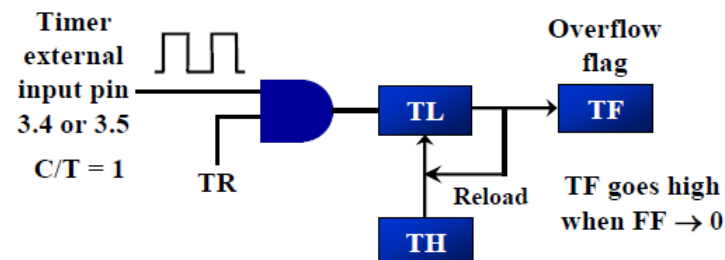 Timer
external
input pin
3.4 or 3.5
C/T = 1
TR
TL
Reload
TH
Overflow
flag
TF
TF goes high
when FF → 0